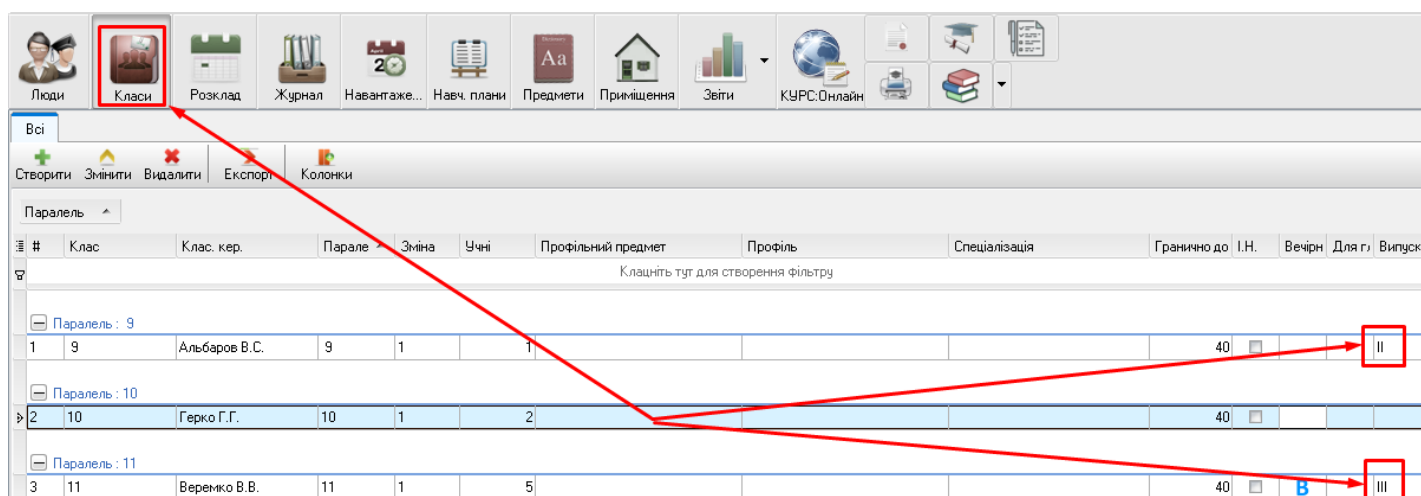 Люди Класи Розклад Журнал Навантаже... Навч. плани Предмети Приміщення Звіти КУРС:Онлайн
Всі
Створити Змінити Видалити Експорт Колонки
Паралель
# Клас Клас. кер. Парале Зміна Учні Профільний предмет Профіль Спеціалізація Гранично до І.Н. Вечірн Для г Випуск
Клацніть тут для створення фільтру
Паралель : 9
1 9 Альбаров В.С. 9 1 1 40 II
Паралель : 10
2 10 Герко Г.Г. 10 1 2 40
Паралель : 11
3 11 Веремко В.В. 11 1 5 40 В III